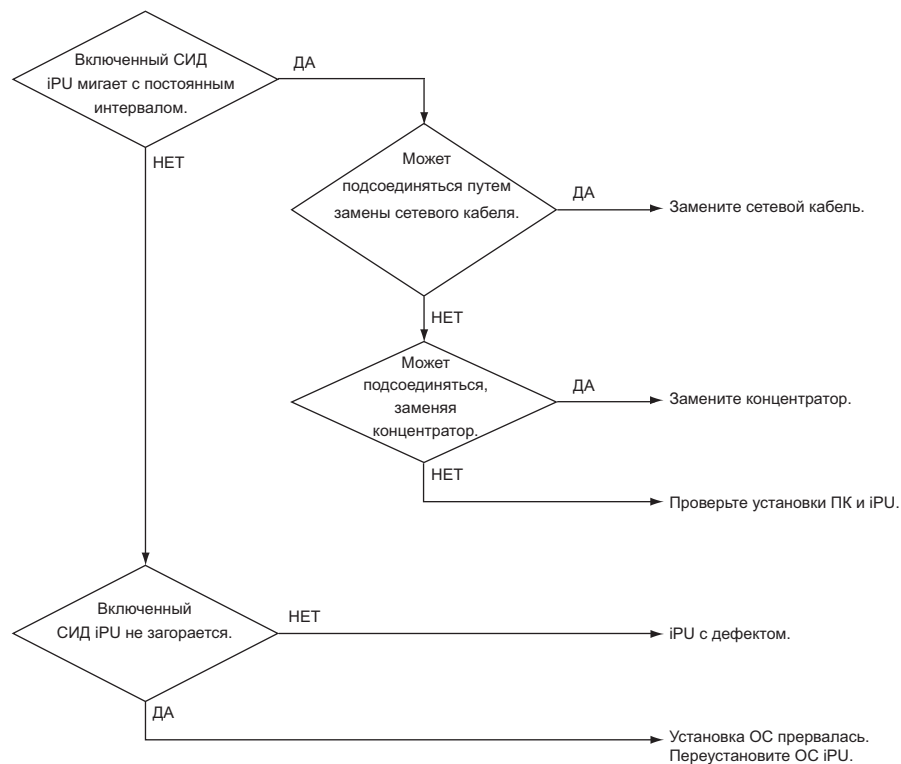 Включенный СИД
iPU мигает с постоянным
интервалом.
ДА
НЕТ
Может
подсоединяться путем
замены сетевого кабеля.
ДА
Замените сетевой кабель.
НЕТ
Может
подсоединяться,
заменяя
концентратор.
ДА
Замените концентратор.
НЕТ
Проверьте установки ПК и iPU.
Включенный
СИД iPU не загорается.
НЕТ
iPU с дефектом.
ДА
Установка ОС прервалась.
Переустановите ОС iPU.